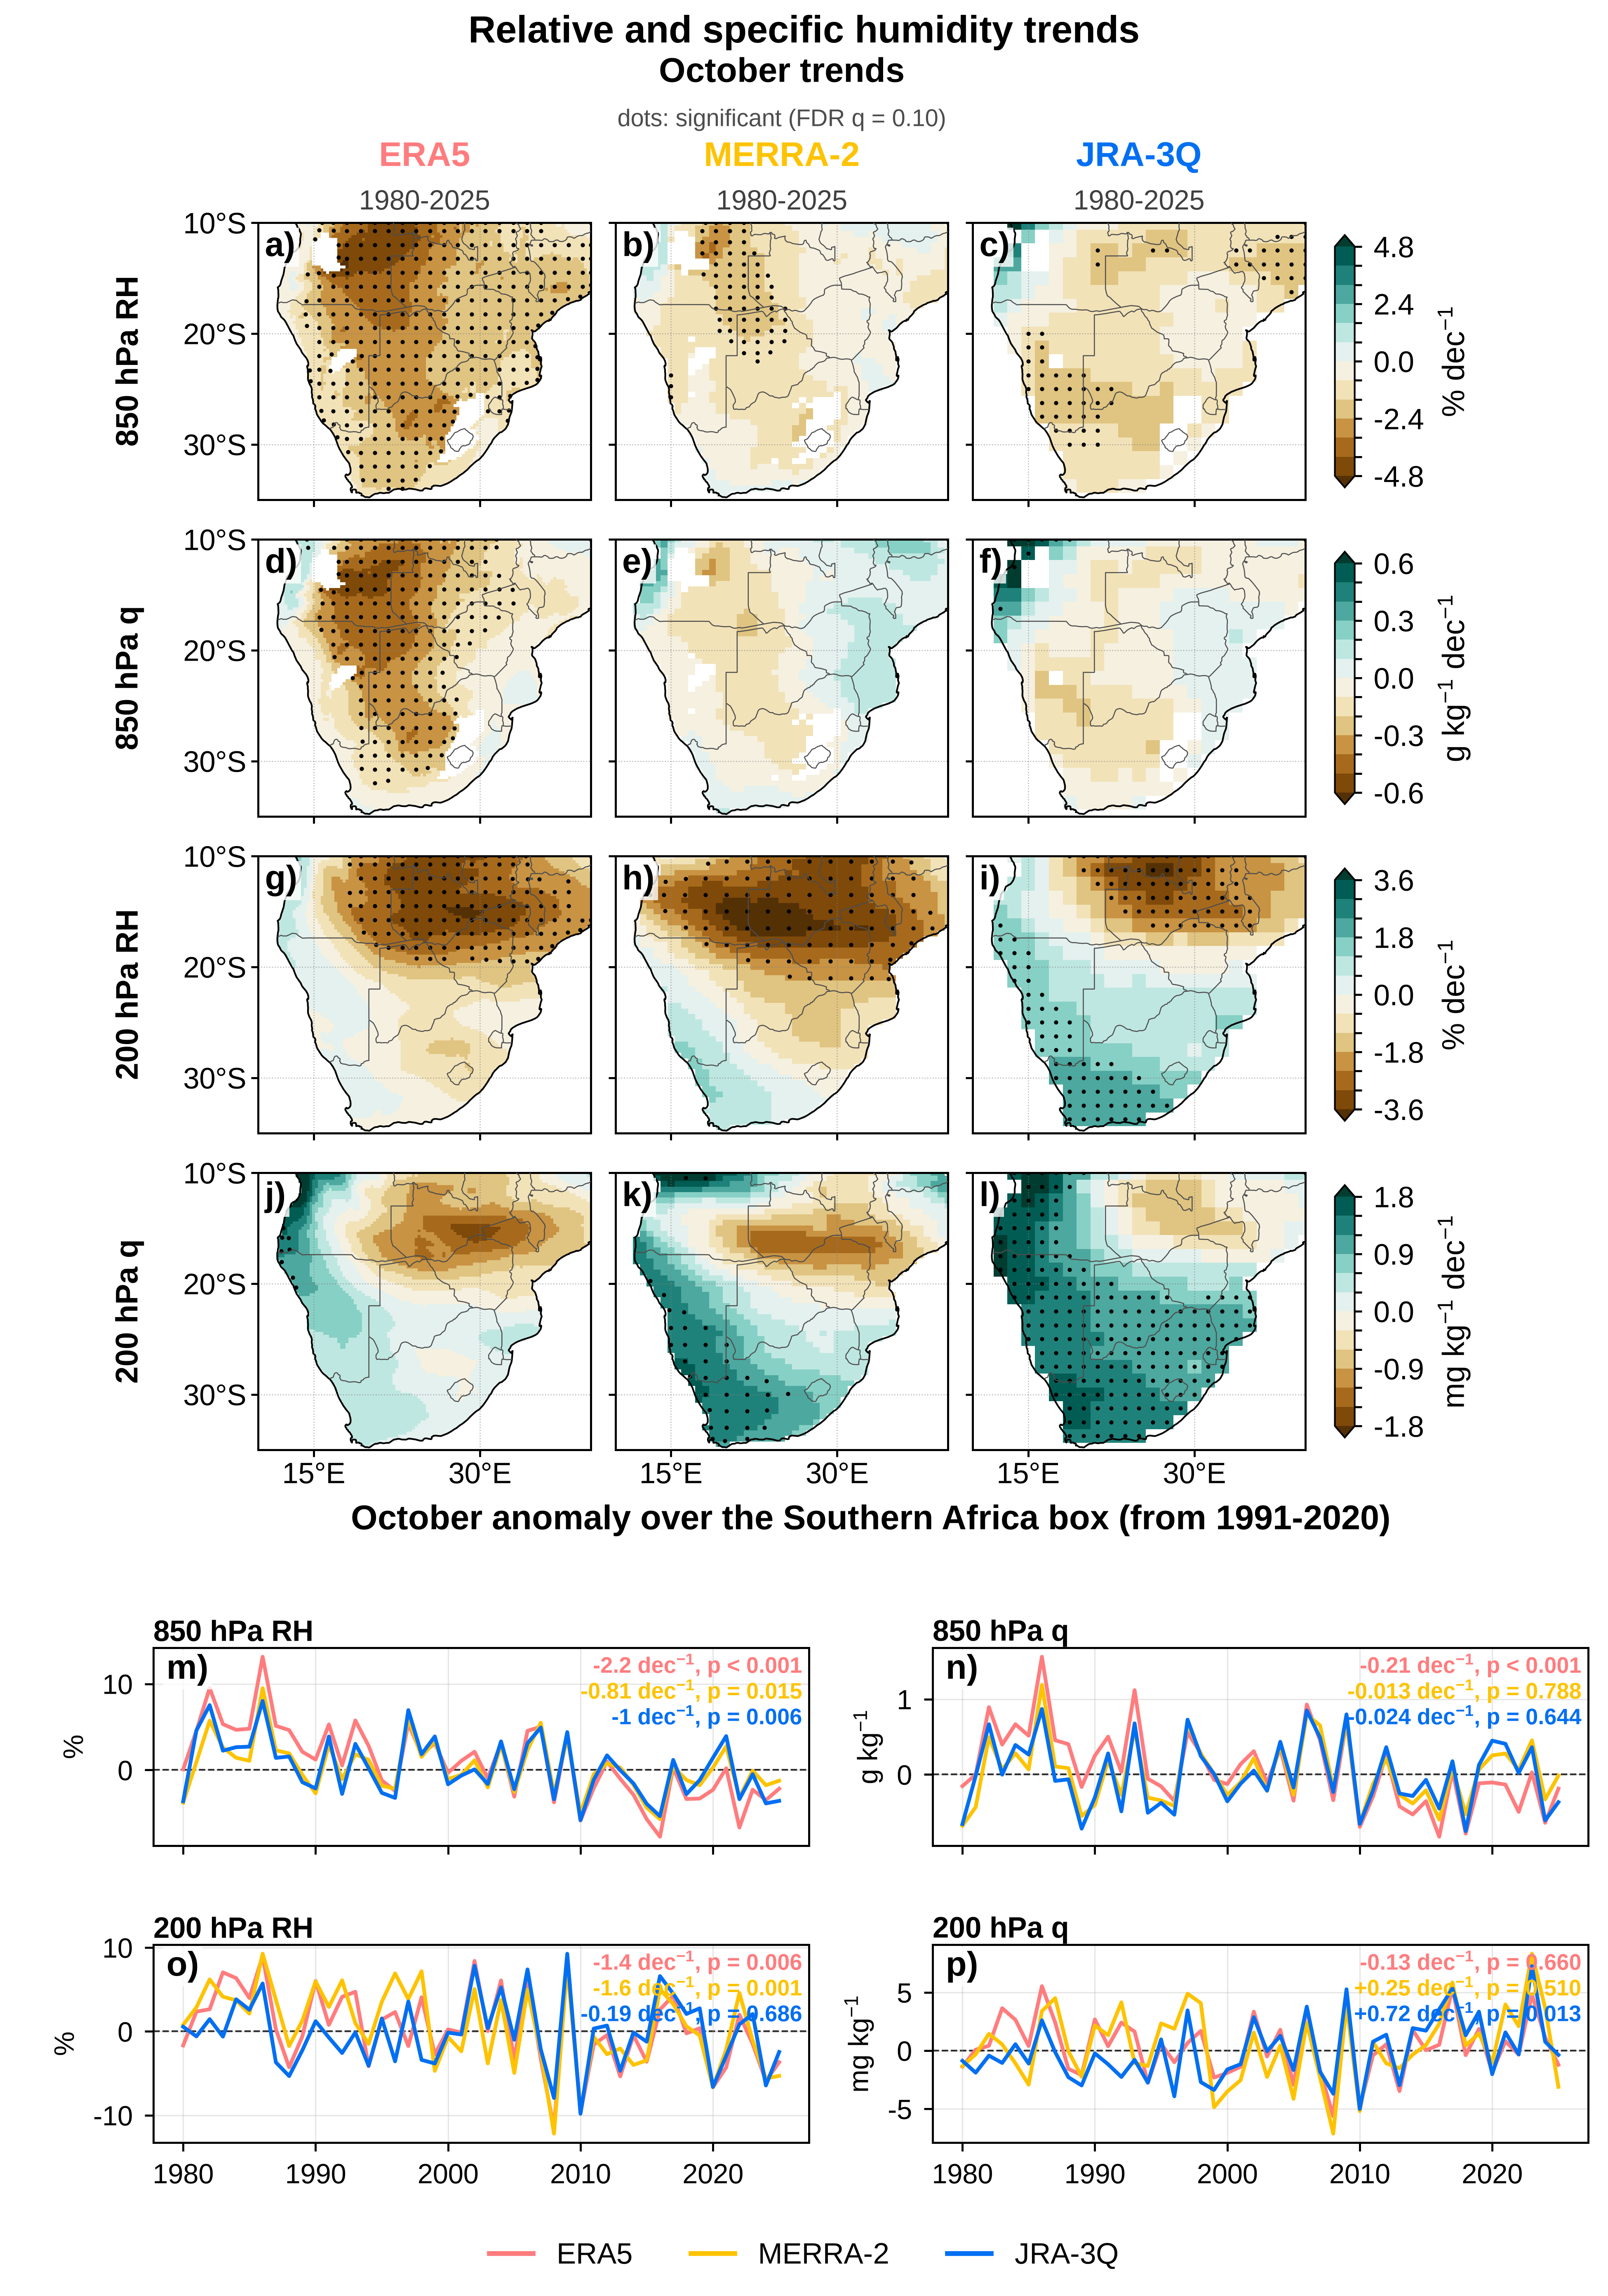 Relative and specific humidity trends
October trends
dots: significant (FDR q = 0.10)
ERA5 MERRA-2 JRA-3Q
1980-2025 1980-2025 1980-2025
850 hPa RH
10°S
20°S
30°S
a) b) c)
4.8
2.4
0.0
-2.4
-4.8
% dec⁻¹
850 hPa q
10°S
20°S
30°S
d) e) f)
0.6
0.3
0.0
-0.3
-0.6
g kg⁻¹ dec⁻¹
200 hPa RH
10°S
20°S
30°S
g) h) i)
3.6
1.8
0.0
-1.8
-3.6
% dec⁻¹
200 hPa q
10°S
20°S
30°S
j) k) l)
1.8
0.9
0.0
-0.9
-1.8
mg kg⁻¹ dec⁻¹
15°E 30°E 15°E 30°E 15°E 30°E
October anomaly over the Southern Africa box (from 1991-2020)
850 hPa RH
m)
-2.2 dec⁻¹, p < 0.001
-0.81 dec⁻¹, p = 0.015
-1 dec⁻¹, p = 0.006
10
0
%
850 hPa q
n)
-0.21 dec⁻¹, p < 0.001
-0.013 dec⁻¹, p = 0.788
-0.024 dec⁻¹, p = 0.644
1
0
g kg⁻¹
200 hPa RH
o)
-1.4 dec⁻¹, p = 0.006
-1.6 dec⁻¹, p = 0.001
-0.19 dec⁻¹, p = 0.686
10
0
-10
%
1980 1990 2000 2010 2020
200 hPa q
p)
-0.13 dec⁻¹, p = 0.660
+0.25 dec⁻¹, p = 0.510
+0.72 dec⁻¹, p = 0.013
5
0
-5
mg kg⁻¹
1980 1990 2000 2010 2020
ERA5 MERRA-2 JRA-3Q